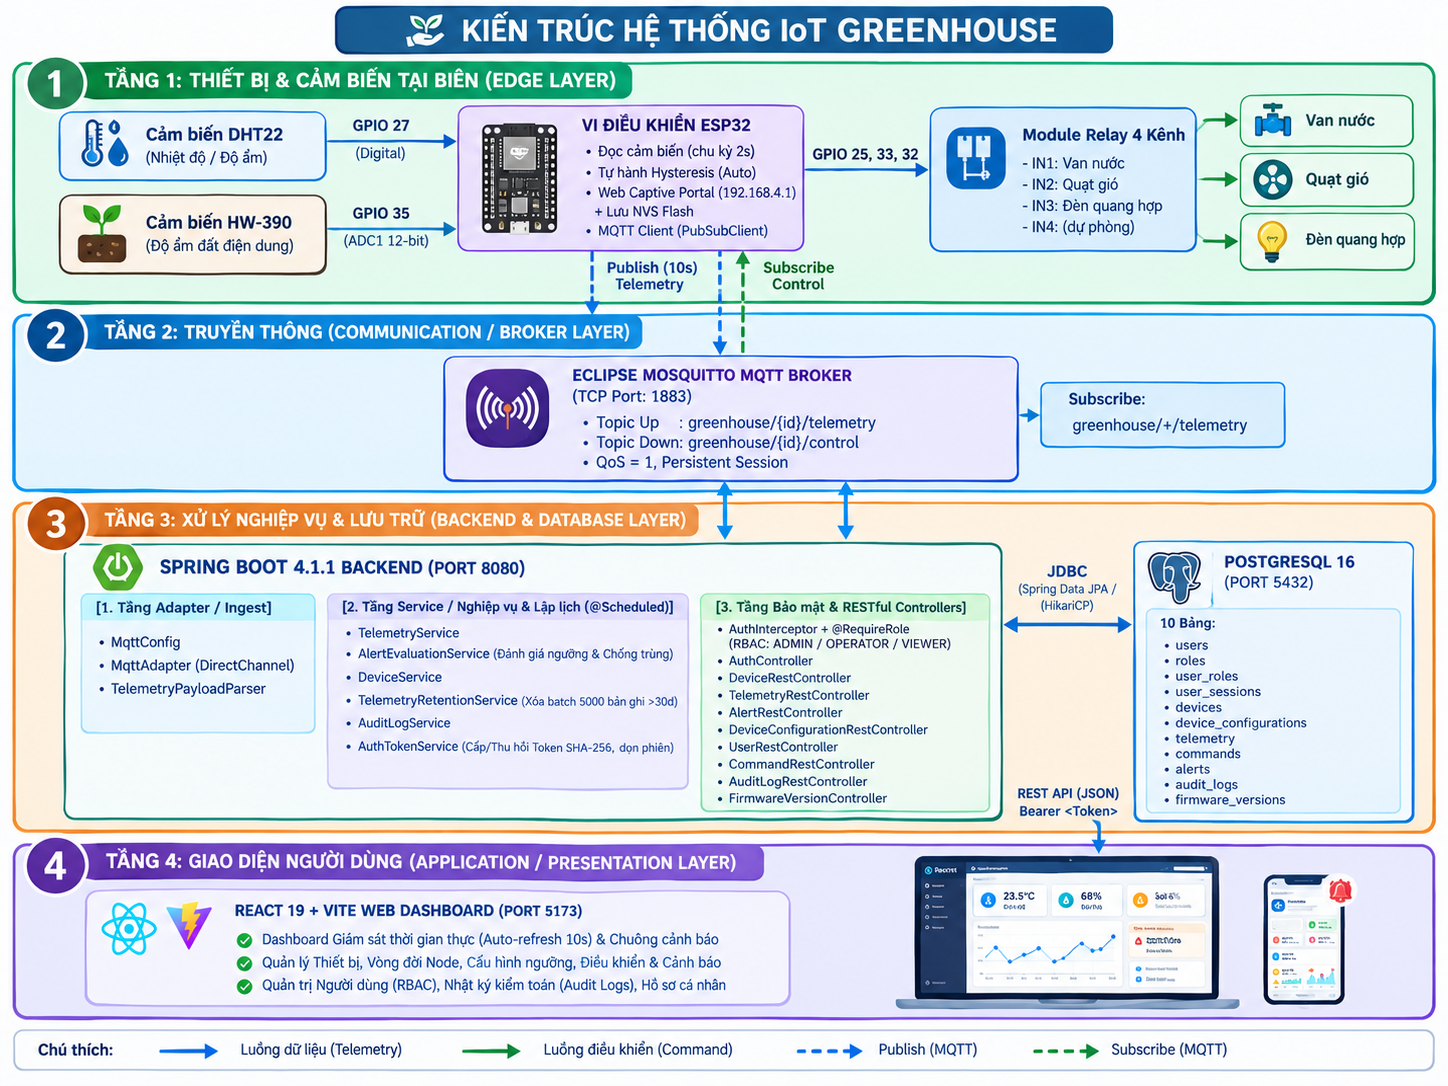 KIẾN TRÚC HỆ THỐNG IoT GREENHOUSE
1
TẦNG 1: THIẾT BỊ & CẢM BIẾN TẠI BIÊN (EDGE LAYER)
Cảm biến DHT22
(Nhiệt độ / Độ ẩm)
GPIO 27
(Digital)
Cảm biến HW-390
(Độ ẩm đất điện dung)
GPIO 35
(ADC1 12-bit)
VI ĐIỀU KHIỂN ESP32
• Đọc cảm biến (chu kỳ 2s)
• Tự hành Hysteresis (Auto)
• Web Captive Portal (192.168.4.1)
+ Lưu NVS Flash
• MQTT Client (PubSubClient)
GPIO 25, 33, 32
Module Relay 4 Kênh
- IN1: Van nước
- IN2: Quạt gió
- IN3: Đèn quang hợp
- IN4: (dự phòng)
Van nước
Quạt gió
Đèn quang hợp
Publish (10s)
Telemetry
Subscribe
Control
2
TẦNG 2: TRUYỀN THÔNG (COMMUNICATION / BROKER LAYER)
ECLIPSE MOSQUITTO MQTT BROKER
(TCP Port: 1883)
• Topic Up : greenhouse/{id}/telemetry
• Topic Down: greenhouse/{id}/control
• QoS = 1, Persistent Session
Subscribe:
greenhouse/+/telemetry
3
TẦNG 3: XỬ LÝ NGHIỆP VỤ & LƯU TRỮ (BACKEND & DATABASE LAYER)
SPRING BOOT 4.1.1 BACKEND (PORT 8080)
[1. Tầng Adapter / Ingest]
• MqttConfig
• MqttAdapter (DirectChannel)
• TelemetryPayloadParser
[2. Tầng Service / Nghiệp vụ & Lập lịch (@Scheduled)]
• TelemetryService
• AlertEvaluationService (Đánh giá ngưỡng & Chống trùng)
• DeviceService
• TelemetryRetentionService (Xóa batch 5000 bản ghi >30d)
• AuditLogService
• AuthTokenService (Cấp/Thu hồi Token SHA-256, dọn phiên)
[3. Tầng Bảo mật & RESTful Controllers]
• AuthInterceptor + @RequireRole
(RBAC: ADMIN / OPERATOR / VIEWER)
• AuthController
• DeviceRestController
• TelemetryRestController
• AlertRestController
• DeviceConfigurationRestController
• UserRestController
• CommandRestController
• AuditLogRestController
• FirmwareVersionController
JDBC
(Spring Data JPA /
(HikariCP)
POSTGRESQL 16
(PORT 5432)
10 Bảng:
• users
• roles
• user_roles
• user_sessions
• devices
• device_configurations
• telemetry
• commands
• alerts
• audit_logs
• firmware_versions
REST API (JSON)
Bearer <Token>
4
TẦNG 4: GIAO DIỆN NGƯỜI DÙNG (APPLICATION / PRESENTATION LAYER)
REACT 19 + VITE WEB DASHBOARD (PORT 5173)
Dashboard Giám sát thời gian thực (Auto-refresh 10s) & Chuông cảnh báo
Quản lý Thiết bị, Vòng đời Node, Cấu hình ngưỡng, Điều khiển & Cảnh báo
Quản trị Người dùng (RBAC), Nhật ký kiểm toán (Audit Logs), Hồ sơ cá nhân
23.5°C
68%
Chú thích:
Luồng dữ liệu (Telemetry)
Luồng điều khiển (Command)
Publish (MQTT)
Subscribe (MQTT)